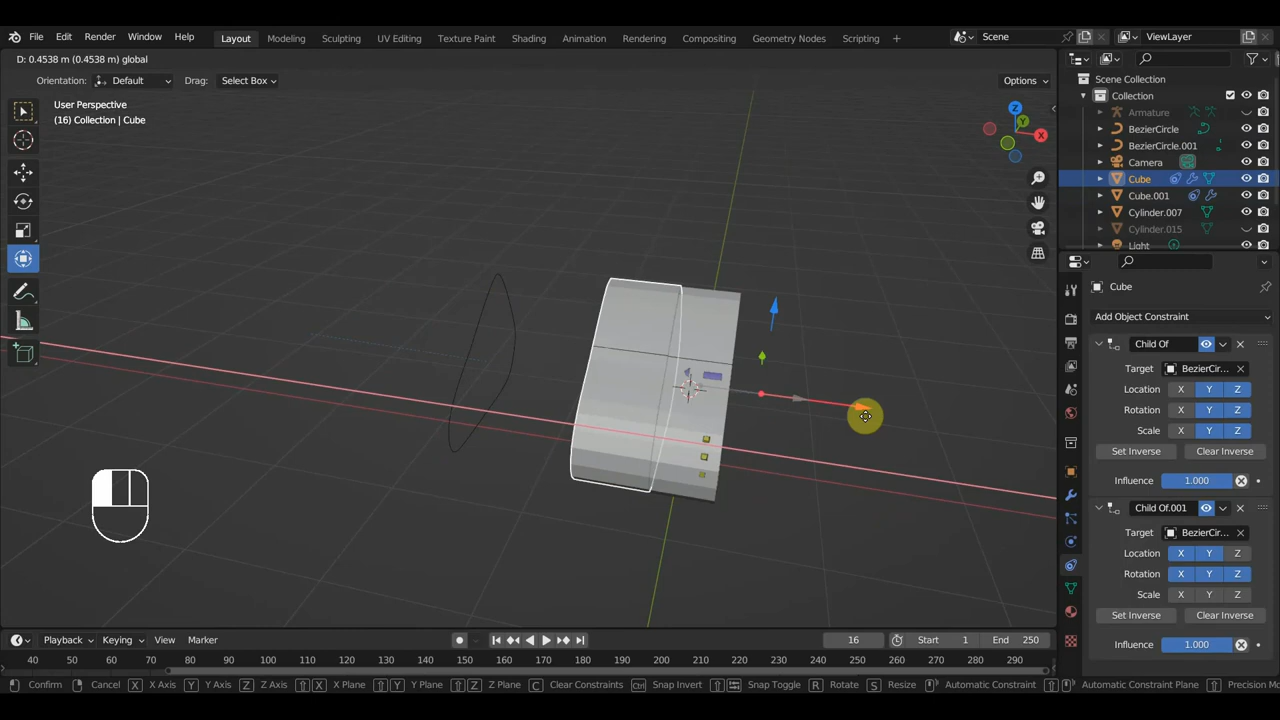 File Edit Render Window Help Layout Modeling Sculpting UV Editing Texture Paint Shading Animation Rendering Compositing Geometry Nodes Scripting + Scene ViewLayer
D: 0.4538 m (0.4538 m) global
Orientation: Default Drag: Select Box Options
User Perspective
(16) Collection | Cube
Z
Y
X
Scene Collection
Collection
Armature
BezierCircle
BezierCircle.001
Camera
Cube
Cube.001
Cylinder.007
Cylinder.015
Light
Cube
Add Object Constraint
Child Of
Target BezierCir...
Location X Y Z
Rotation X Y Z
Scale X Y Z
Set Inverse Clear Inverse
Influence 1.000
Child Of.001
Target BezierCir...
Location X Y Z
Rotation X Y Z
Scale X Y Z
Set Inverse Clear Inverse
Influence 1.000
Playback Keying View Marker 16 Start 1 End 250
40 50 60 70 80 90 100 110 120 130 140 150 160 170 180 190 200 210 220 230 240 250 260 270 280 290
Confirm Cancel X X Axis Y Y Axis Z Z Axis X X Plane Y Y Plane Z Z Plane C Clear Constraints Ctrl Snap Invert Snap Toggle R Rotate S Resize Automatic Constraint Automatic Constraint Plane Precision Mo